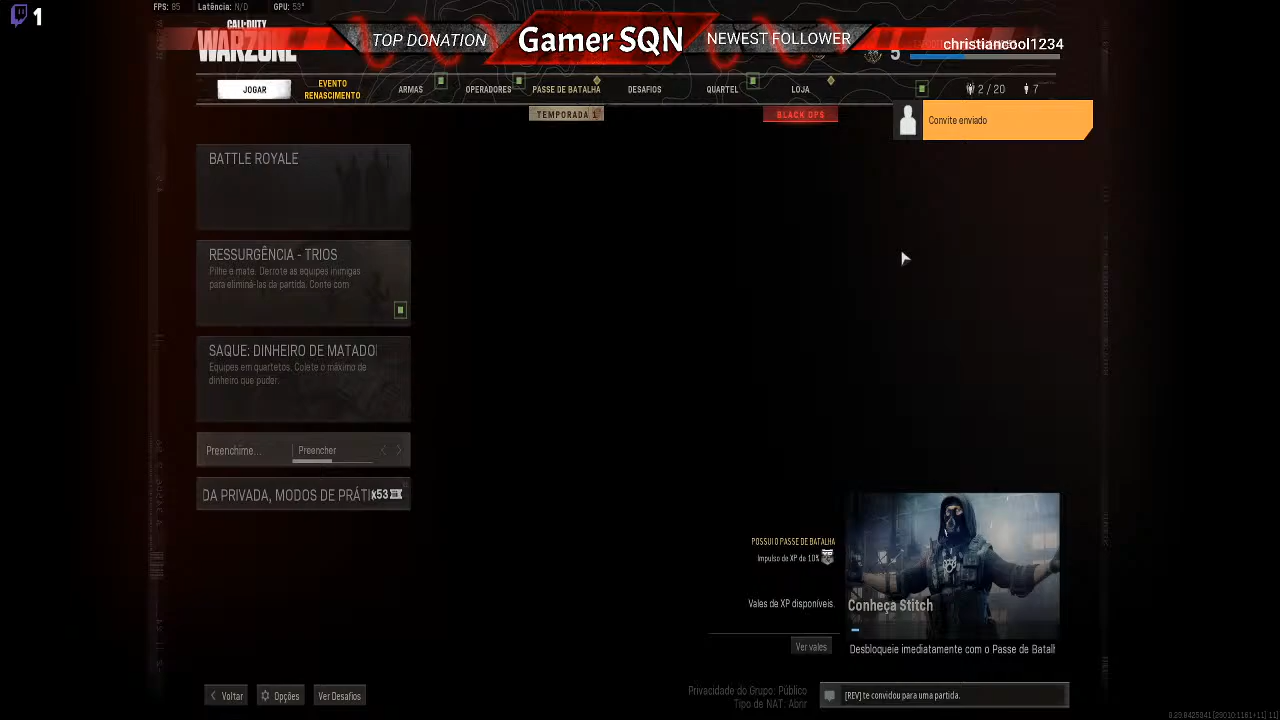 1
FPS: 85 Latência: N/D GPU: 53°
CALL·DUTY
WARZONE
TOP DONATION
Gamer SQN
NEWEST FOLLOWER
christiancool1234
5
JOGAR
EVENTO
RENASCIMENTO
ARMAS
OPERADORES
PASSE DE BATALHA
DESAFIOS
QUARTEL
LOJA
2 / 20
7
TEMPORADA 1
BLACK OPS
Convite enviado
BATTLE ROYALE
RESSURGÊNCIA - TRIOS
Pilhe e mate. Derrote as equipes inimigas
para eliminá-las da partida. Conte com
SAQUE: DINHEIRO DE MATADO
Equipes em quartetos. Colete o máximo de
dinheiro que puder.
Preenchime...
Preencher
DA PRIVADA, MODOS DE PRÁTI
x53
POSSUI O PASSE DE BATALHA
Impulso de XP de 10%
Vales de XP disponíveis.
Ver vales
Conheça Stitch
Desbloqueie imediatamente com o Passe de Batalh
Voltar
Opções
Ver Desafios
Privacidade do Grupo: Público
Tipo de NAT: Abrir
[REV] te convidou para uma partida.